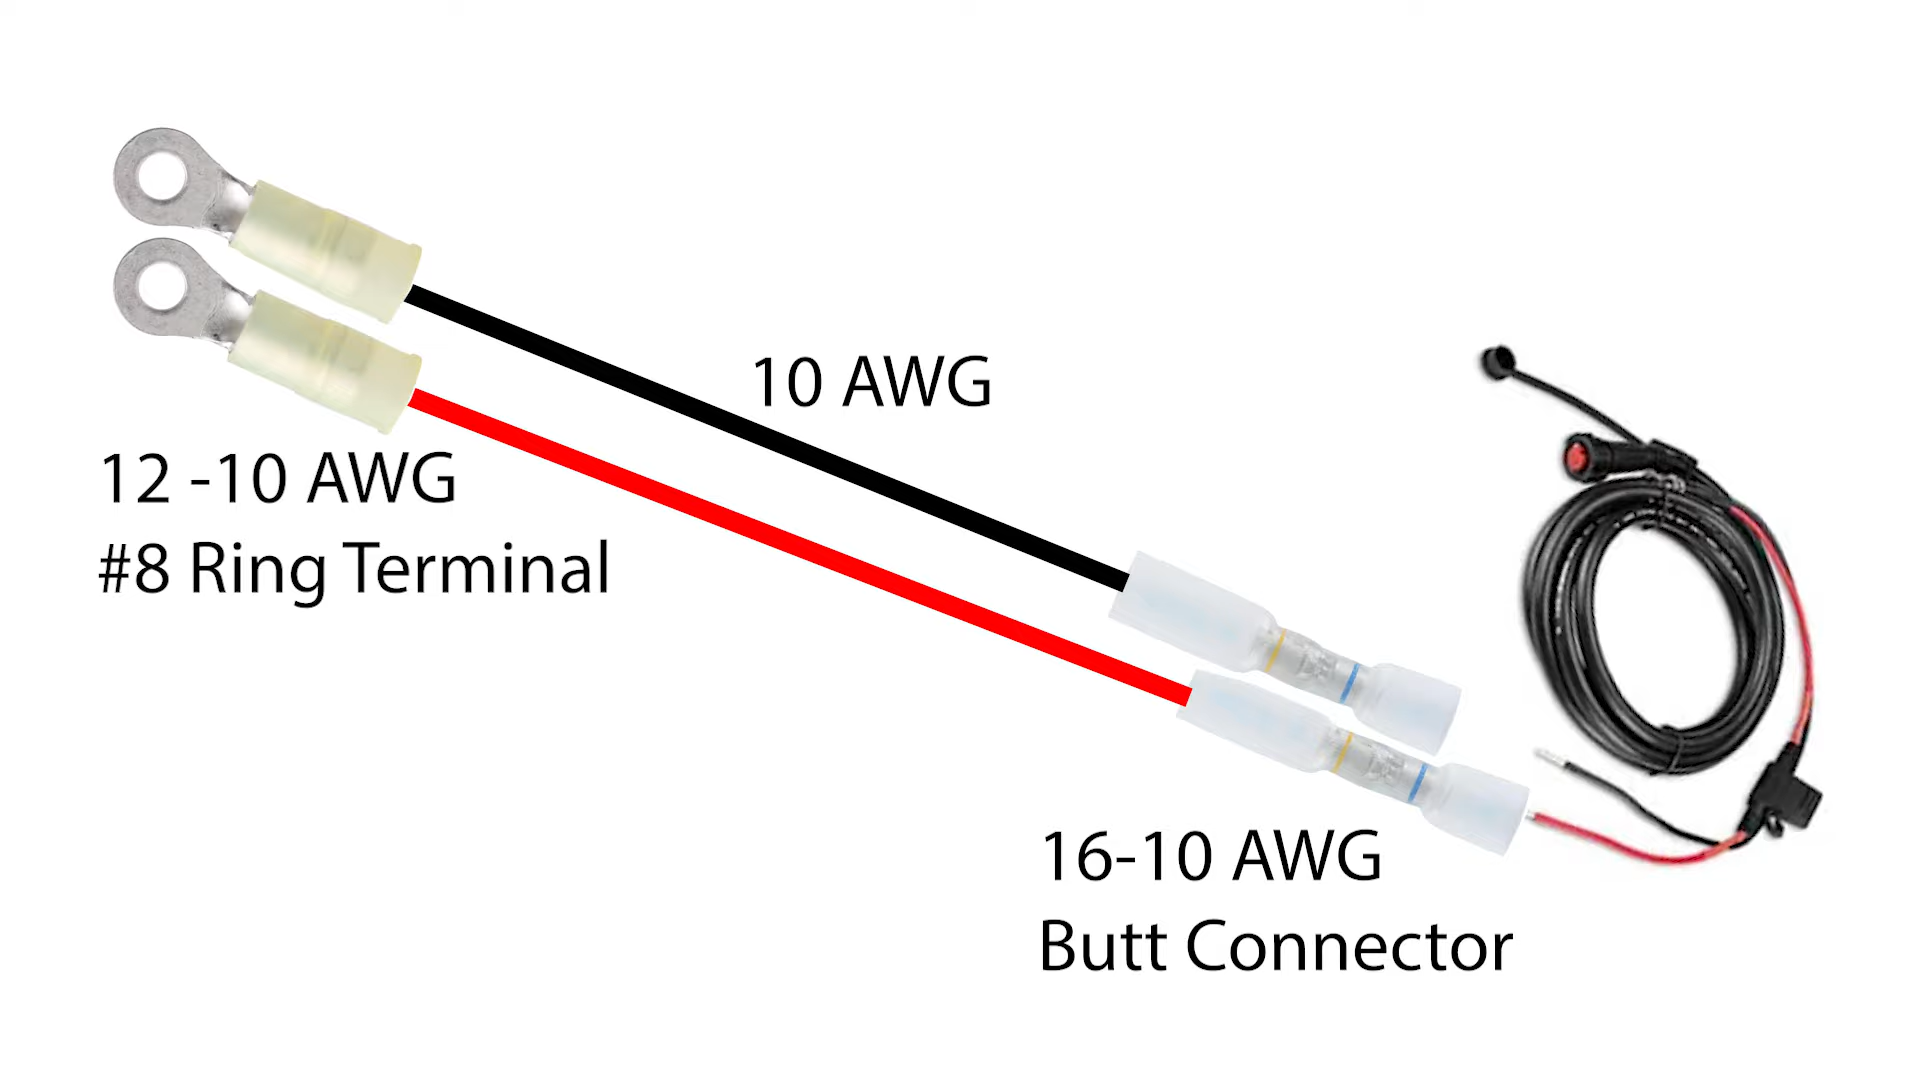 10 AWG
12 -10 AWG
#8 Ring Terminal
16-10 AWG
Butt Connector